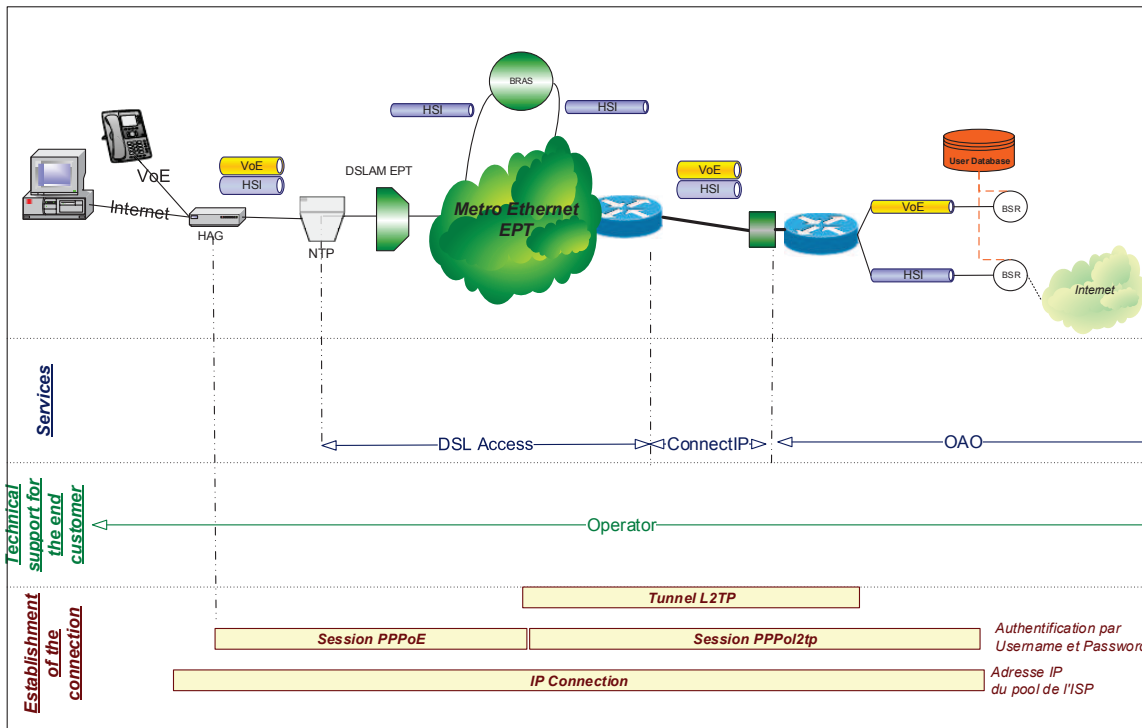 BRAS
HSI
HSI
VoE
Internet
VoE
HSI
HAG
NTP
DSLAM EPT
Metro Ethernet
EPT
VoE
HSI
User Database
VoE
BSR
HSI
BSR
Internet
Services
DSL Access
ConnectIP
OAO
Technical
support for
the end
customer
Operator
Establishment
of the
connection
Tunnel L2TP
Session PPPoE
Session PPPol2tp
Authentification par
Username et Password
IP Connection
Adresse IP
du pool de l'ISP